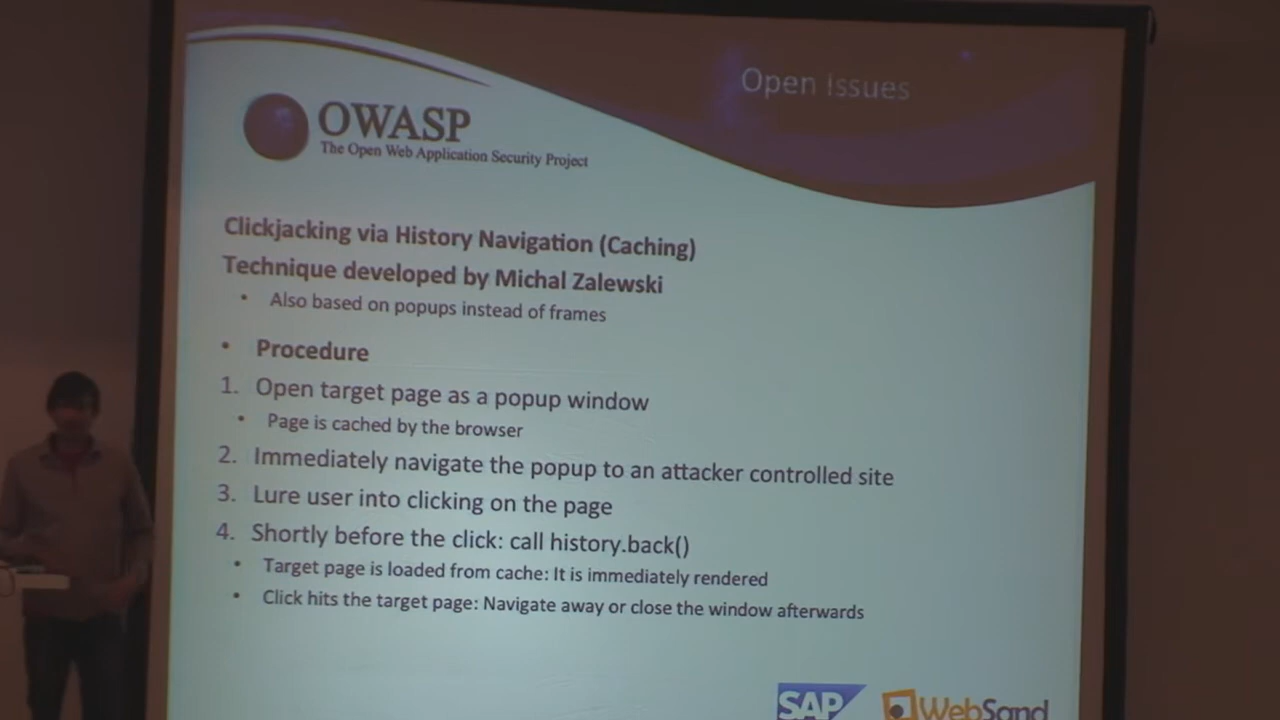 Open Issues
OWASP
The Open Web Application Security Project
Clickjacking via History Navigation (Caching)
Technique developed by Michal Zalewski
• Also based on popups instead of frames
• Procedure
1. Open target page as a popup window
• Page is cached by the browser
2. Immediately navigate the popup to an attacker controlled site
3. Lure user into clicking on the page
4. Shortly before the click: call history.back()
• Target page is loaded from cache: It is immediately rendered
• Click hits the target page: Navigate away or close the window afterwards
SAP
WebSand